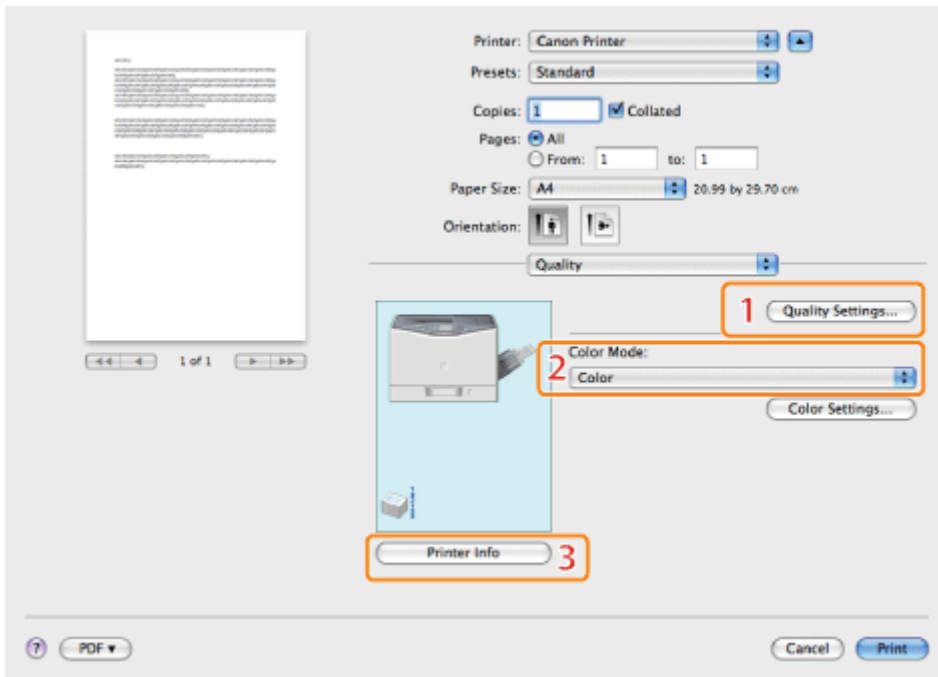 Printer: Canon Printer
Presets: Standard
Copies: 1 Collated
Pages: All
From: 1 to: 1
Paper Size: A4 20.99 by 29.70 cm
Orientation:
Quality
1 Quality Settings...
1 of 1
2 Color Mode:
Color
Color Settings...
Printer Info 3
? PDF Cancel Print